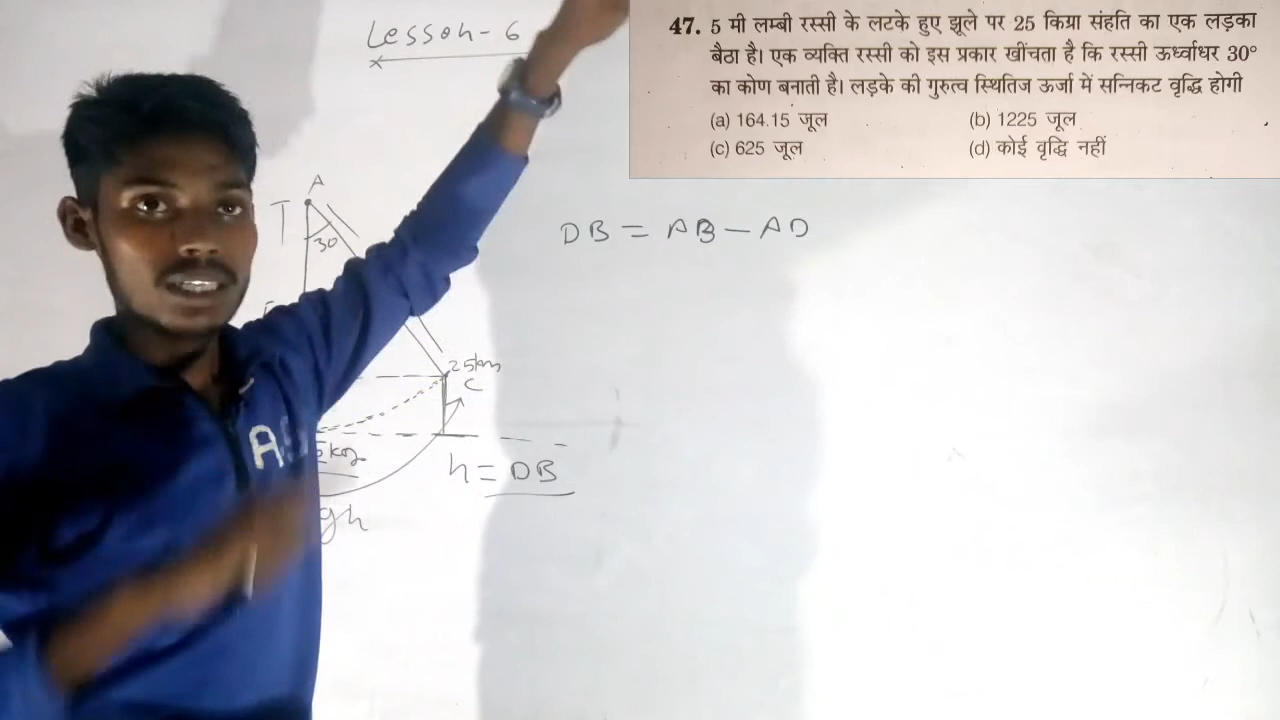 Lesson-6
47. 5 मी लम्बी रस्सी के लटके हुए झूले पर 25 किग्रा संहति का एक लड़का
बैठा है। एक व्यक्ति रस्सी को इस प्रकार खींचता है कि रस्सी ऊर्ध्वाधर 30°
का कोण बनाती है। लड़के की गुरुत्व स्थितिज ऊर्जा में सन्निकट वृद्धि होगी
(a) 164.15 जूल (b) 1225 जूल
(c) 625 जूल (d) कोई वृद्धि नहीं
A
30
DB = AB - AD
C
h = DB
gh